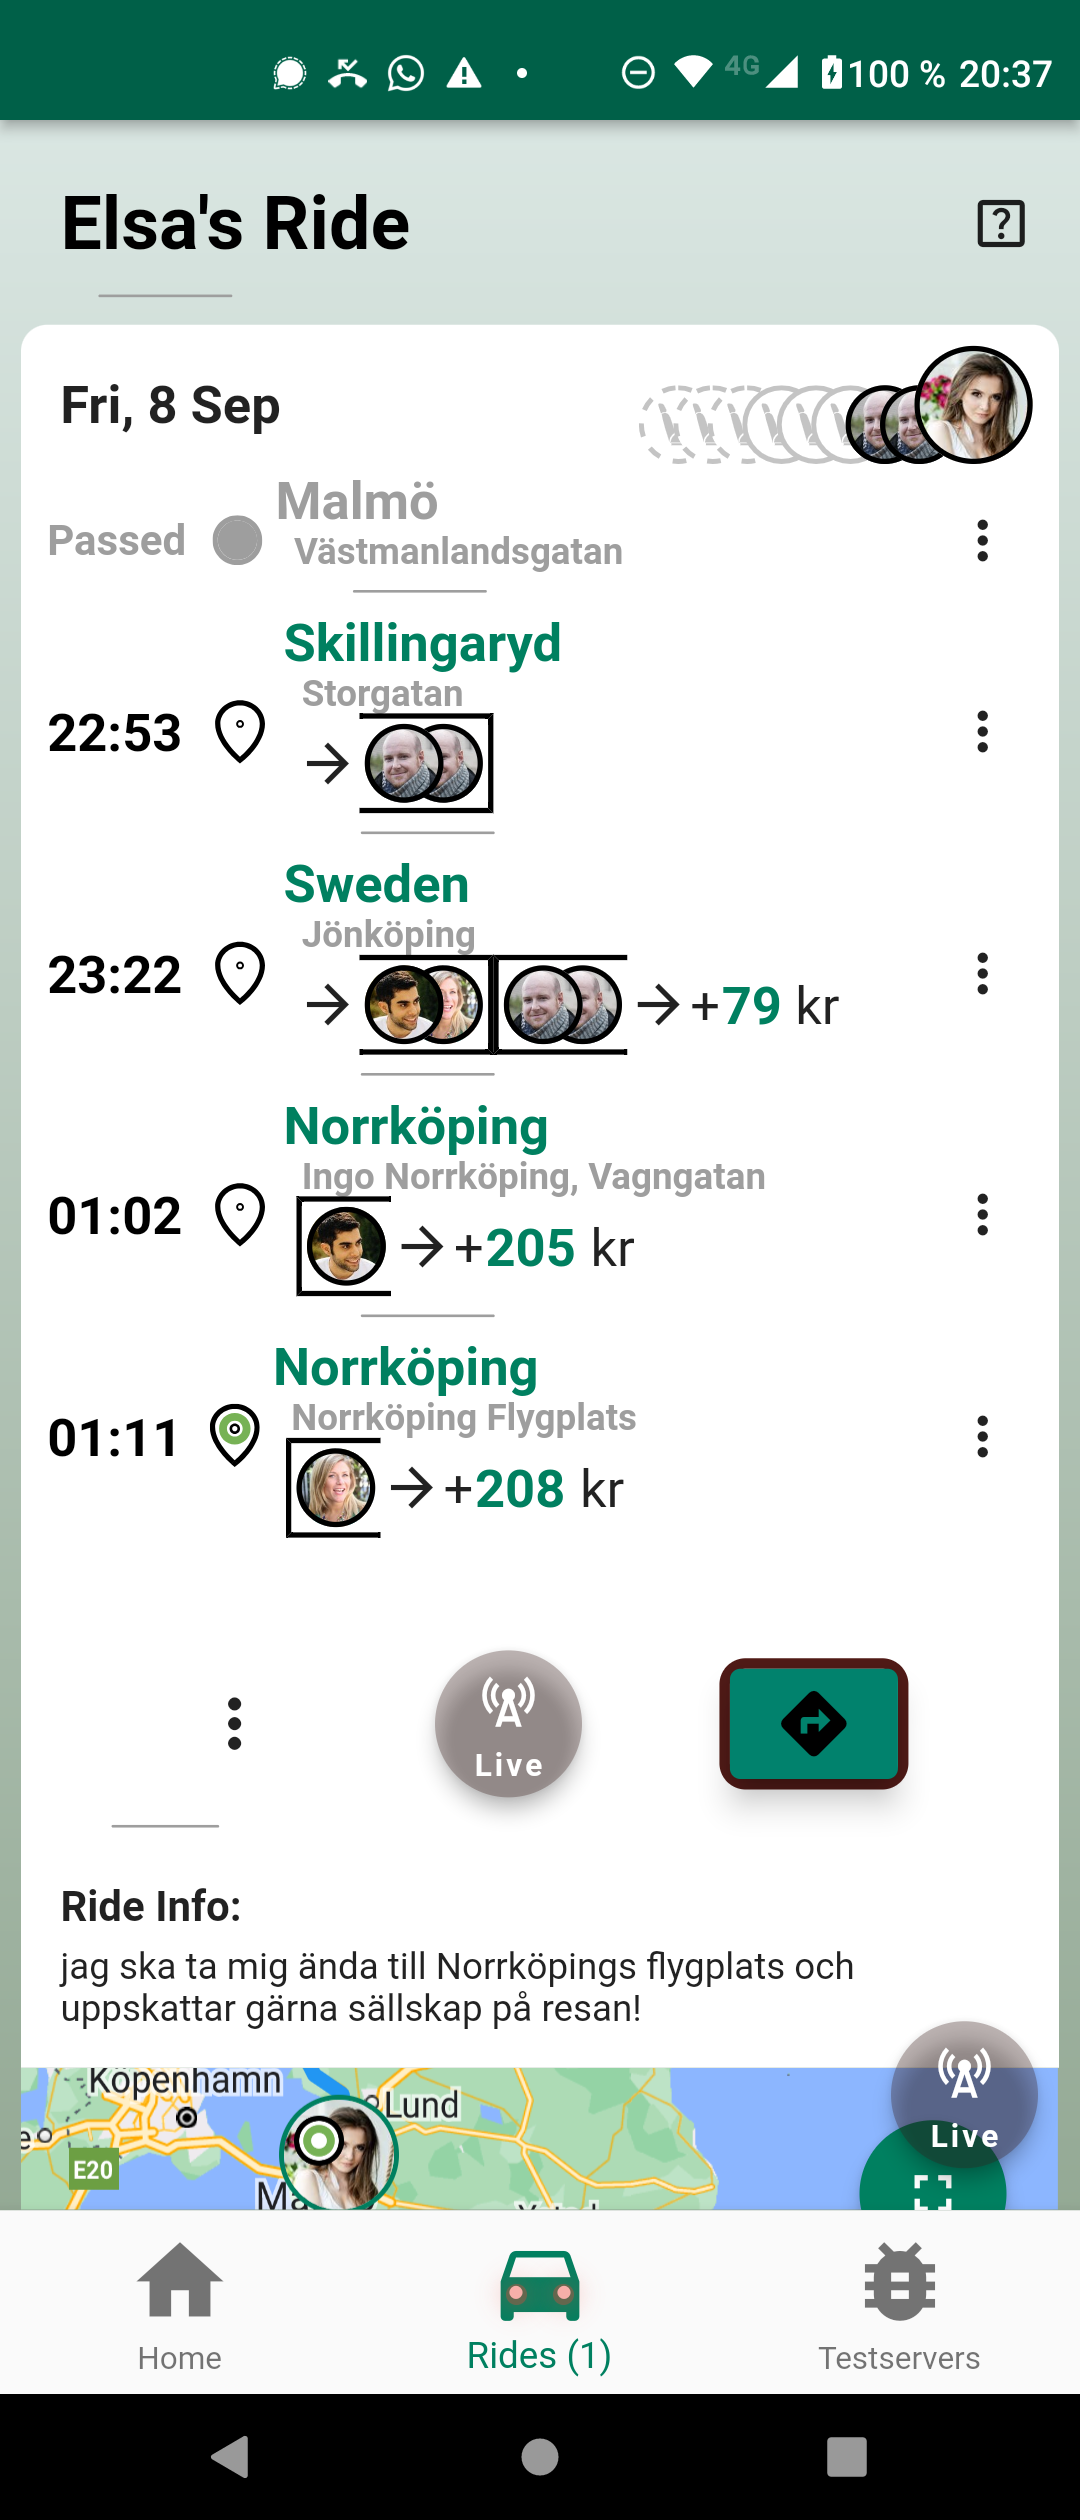 4G 100 % 20:37
Elsa's Ride
Fri, 8 Sep
Malmö
Passed
Västmanlandsgatan
Skillingaryd
Storgatan
22:53
Sweden
Jönköping
23:22
+79 kr
Norrköping
Ingo Norrköping, Vagngatan
01:02
+205 kr
Norrköping
Norrköping Flygplats
01:11
+208 kr
Live
Ride Info:
jag ska ta mig ända till Norrköpings flygplats och
uppskattar gärna sällskap på resan!
Köpenhamn
Lund
Live
E20
Home
Rides (1)
Testservers